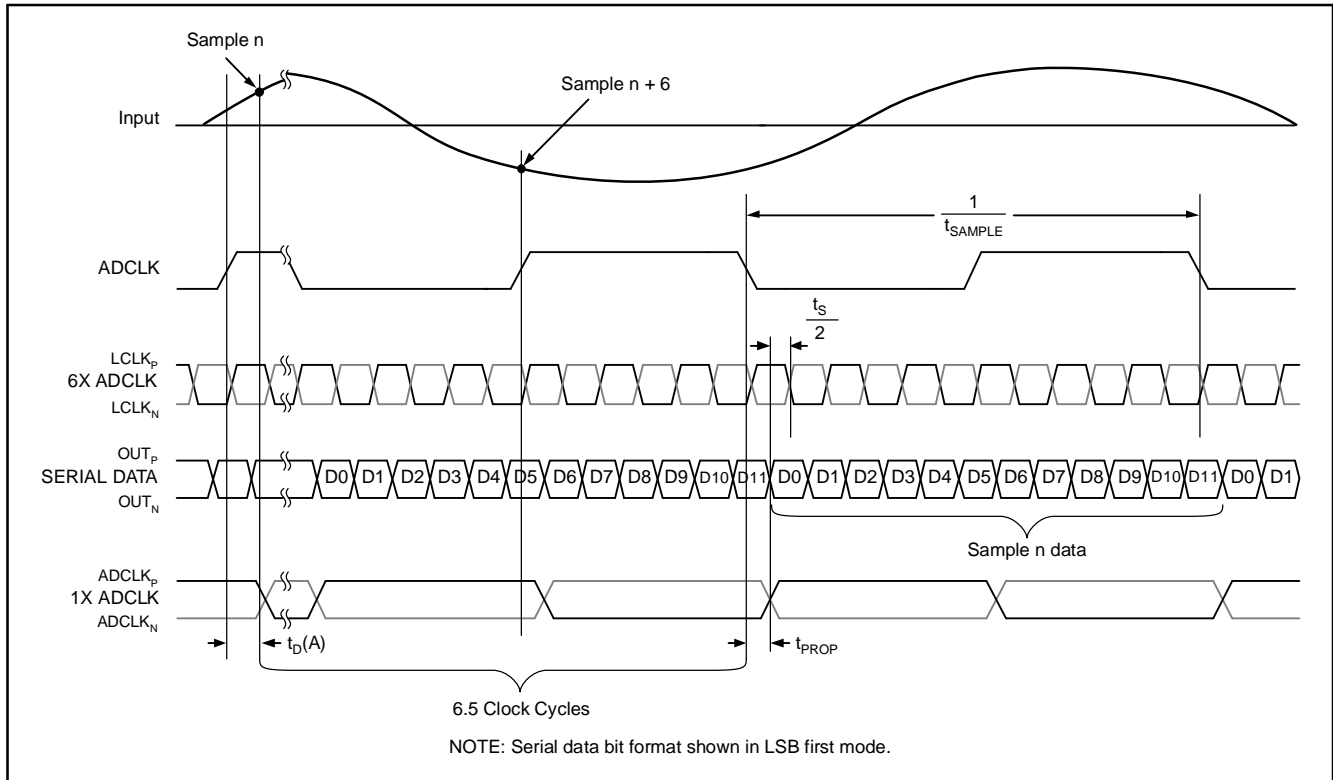 Sample n
Sample n + 6
Input
1
tSAMPLE
ADCLK
tS
2
LCLKP
6X ADCLK
LCLKN
OUTP
SERIAL DATA
OUTN
D0 D1 D2 D3 D4 D5 D6 D7 D8 D9 D10 D11 D0 D1 D2 D3 D4 D5 D6 D7 D8 D9 D10 D11 D0 D1
Sample n data
ADCLKP
1X ADCLK
ADCLKN
tD(A)
tPROP
6.5 Clock Cycles
NOTE: Serial data bit format shown in LSB first mode.